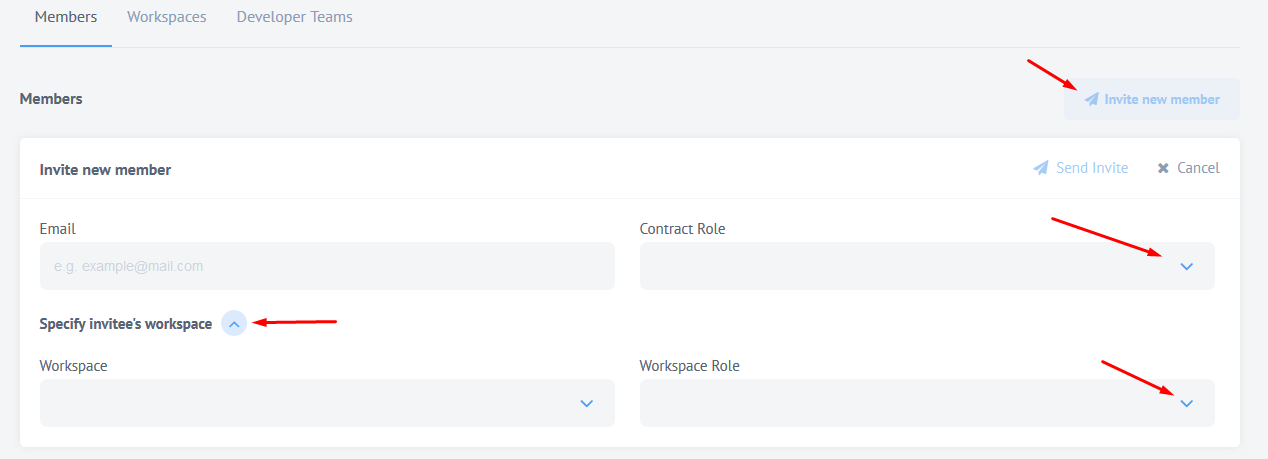 Members Workspaces Developer Teams
Members
Invite new member
Invite new member
Send Invite
Cancel
Email
Contract Role
e.g. example@mail.com
Specify invitee's workspace
Workspace
Workspace Role